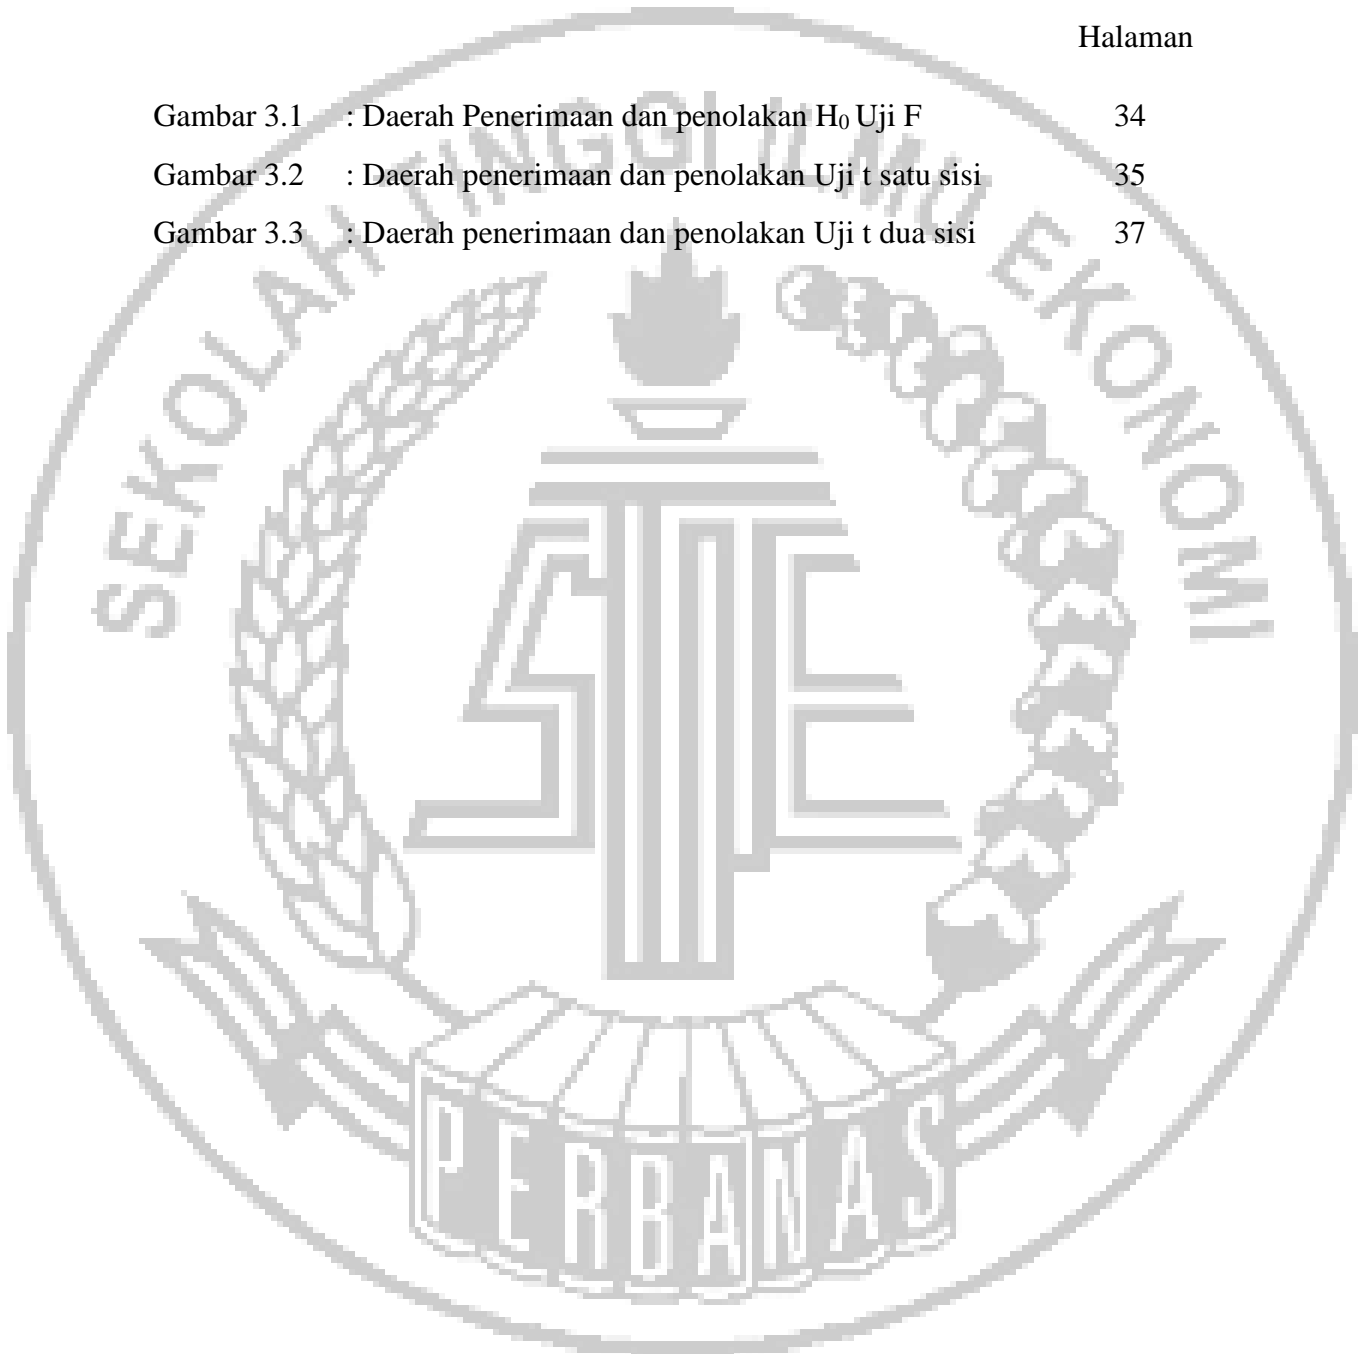 Halaman
Gambar 3.1 : Daerah Penerimaan dan penolakan H₀ Uji F 34
Gambar 3.2 : Daerah penerimaan dan penolakan Uji t satu sisi 35
Gambar 3.3 : Daerah penerimaan dan penolakan Uji t dua sisi 37
SEKOLAH TINGGI ILMU EKONOMI
STIE
PERBANAS